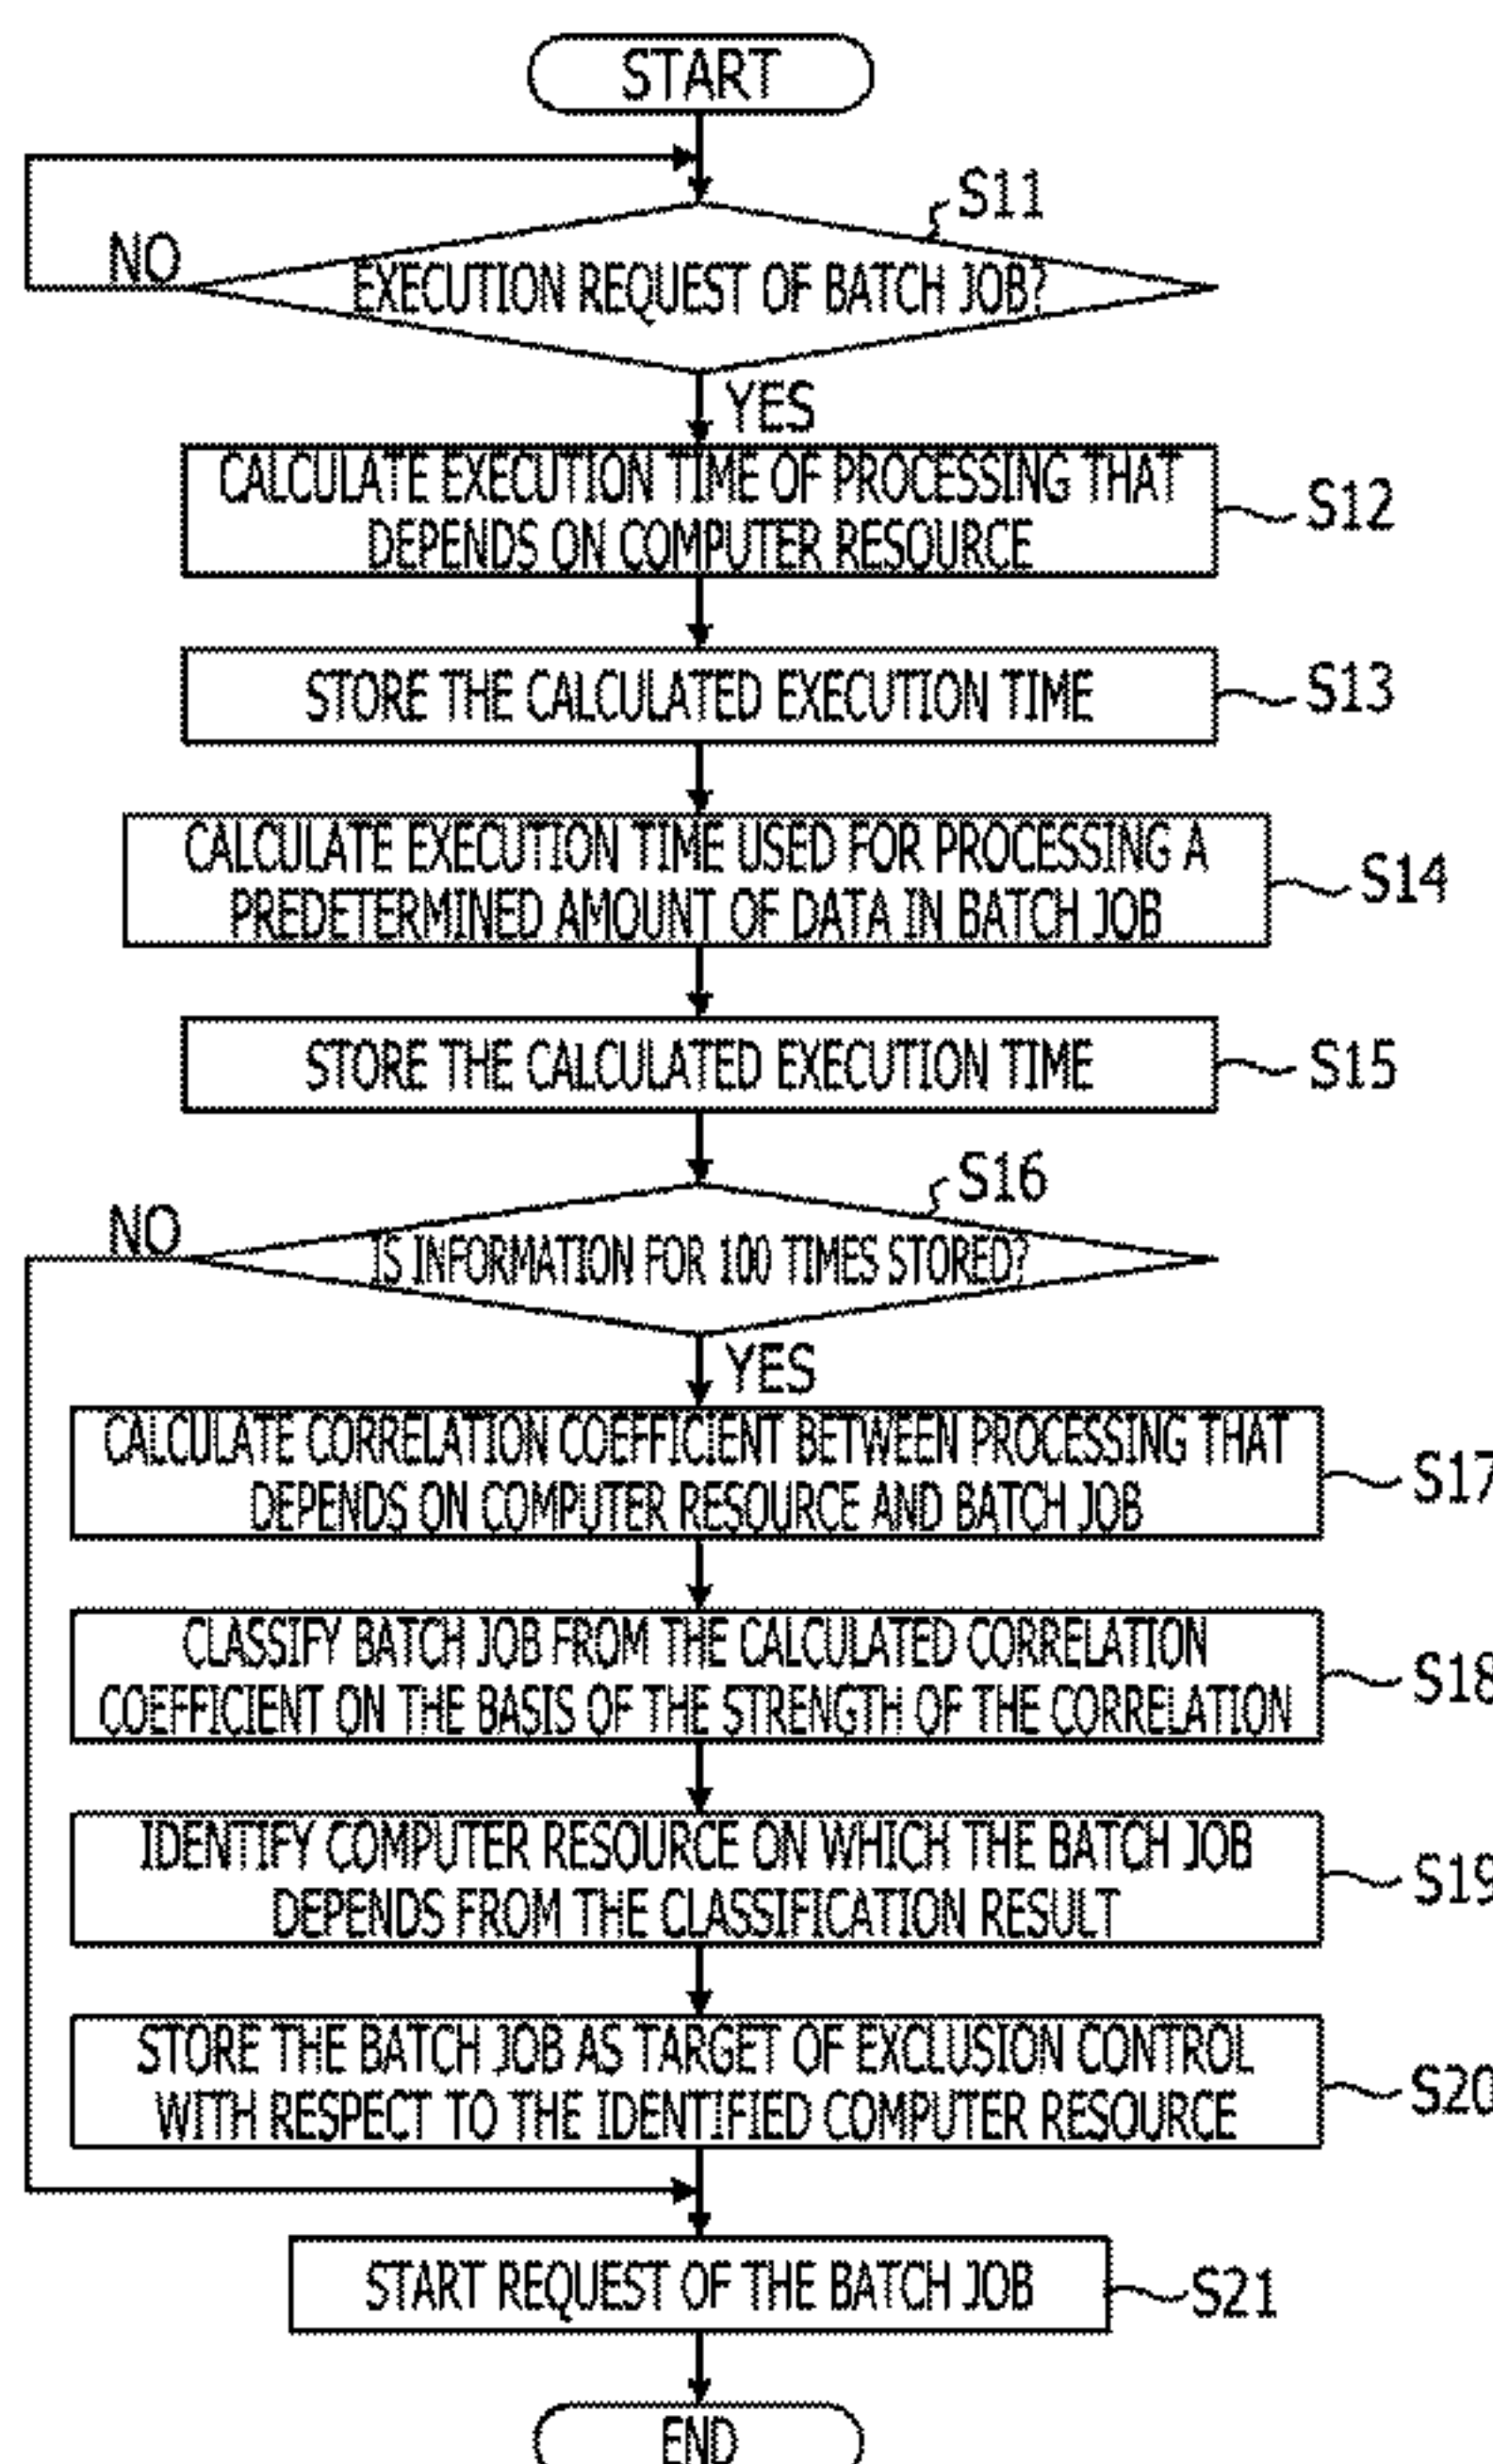 START
S11
NO
EXECUTION REQUEST OF BATCH JOB?
YES
CALCULATE EXECUTION TIME OF PROCESSING THAT
DEPENDS ON COMPUTER RESOURCE
S12
STORE THE CALCULATED EXECUTION TIME
S13
CALCULATE EXECUTION TIME USED FOR PROCESSING A
PREDETERMINED AMOUNT OF DATA IN BATCH JOB
S14
STORE THE CALCULATED EXECUTION TIME
S15
S16
NO
IS INFORMATION FOR 100 TIMES STORED?
YES
CALCULATE CORRELATION COEFFICIENT BETWEEN PROCESSING THAT
DEPENDS ON COMPUTER RESOURCE AND BATCH JOB
S17
CLASSIFY BATCH JOB FROM THE CALCULATED CORRELATION
COEFFICIENT ON THE BASIS OF THE STRENGTH OF THE CORRELATION
S18
IDENTIFY COMPUTER RESOURCE ON WHICH THE BATCH JOB
DEPENDS FROM THE CLASSIFICATION RESULT
S19
STORE THE BATCH JOB AS TARGET OF EXCLUSION CONTROL
WITH RESPECT TO THE IDENTIFIED COMPUTER RESOURCE
S20
START REQUEST OF THE BATCH JOB
S21
END